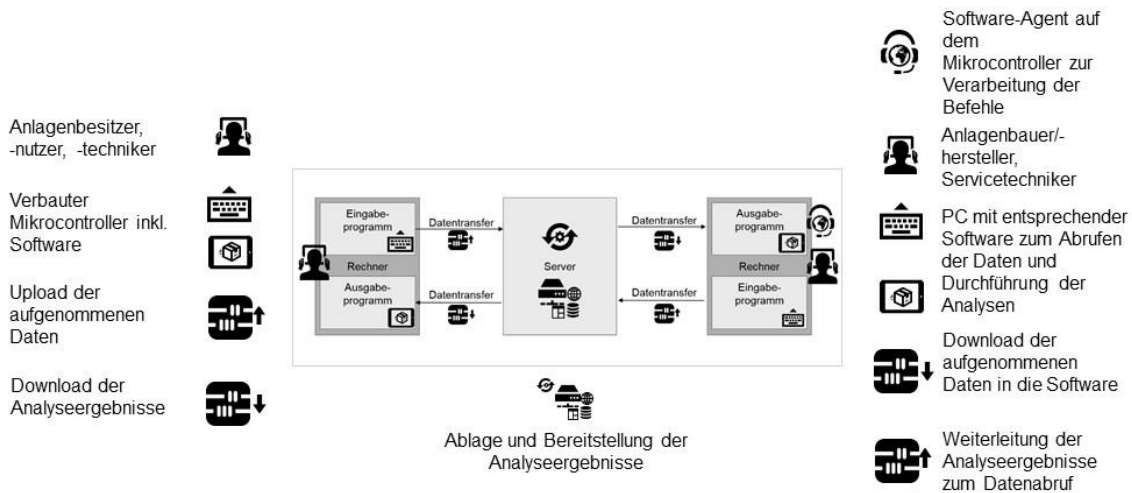 Anlagenbesitzer,
-nutzer, -techniker
Verbauter
Mikrocontroller inkl.
Software
Upload der
aufgenommenen
Daten
Download der
Analyseergebnisse
Eingabe-
programm
Rechner
Ausgabe-
programm
Datentransfer
Datentransfer
Server
Datentransfer
Datentransfer
Ausgabe-
programm
Rechner
Eingabe-
programm
Ablage und Bereitstellung der
Analyseergebnisse
Software-Agent auf
dem
Mikrocontroller zur
Verarbeitung der
Befehle
Anlagenbauer/-
hersteller,
Servicetechniker
PC mit entsprechender
Software zum Abrufen
der Daten und
Durchführung der
Analysen
Download der
aufgenommenen
Daten in die Software
Weiterleitung der
Analyseergebnisse
zum Datenabruf